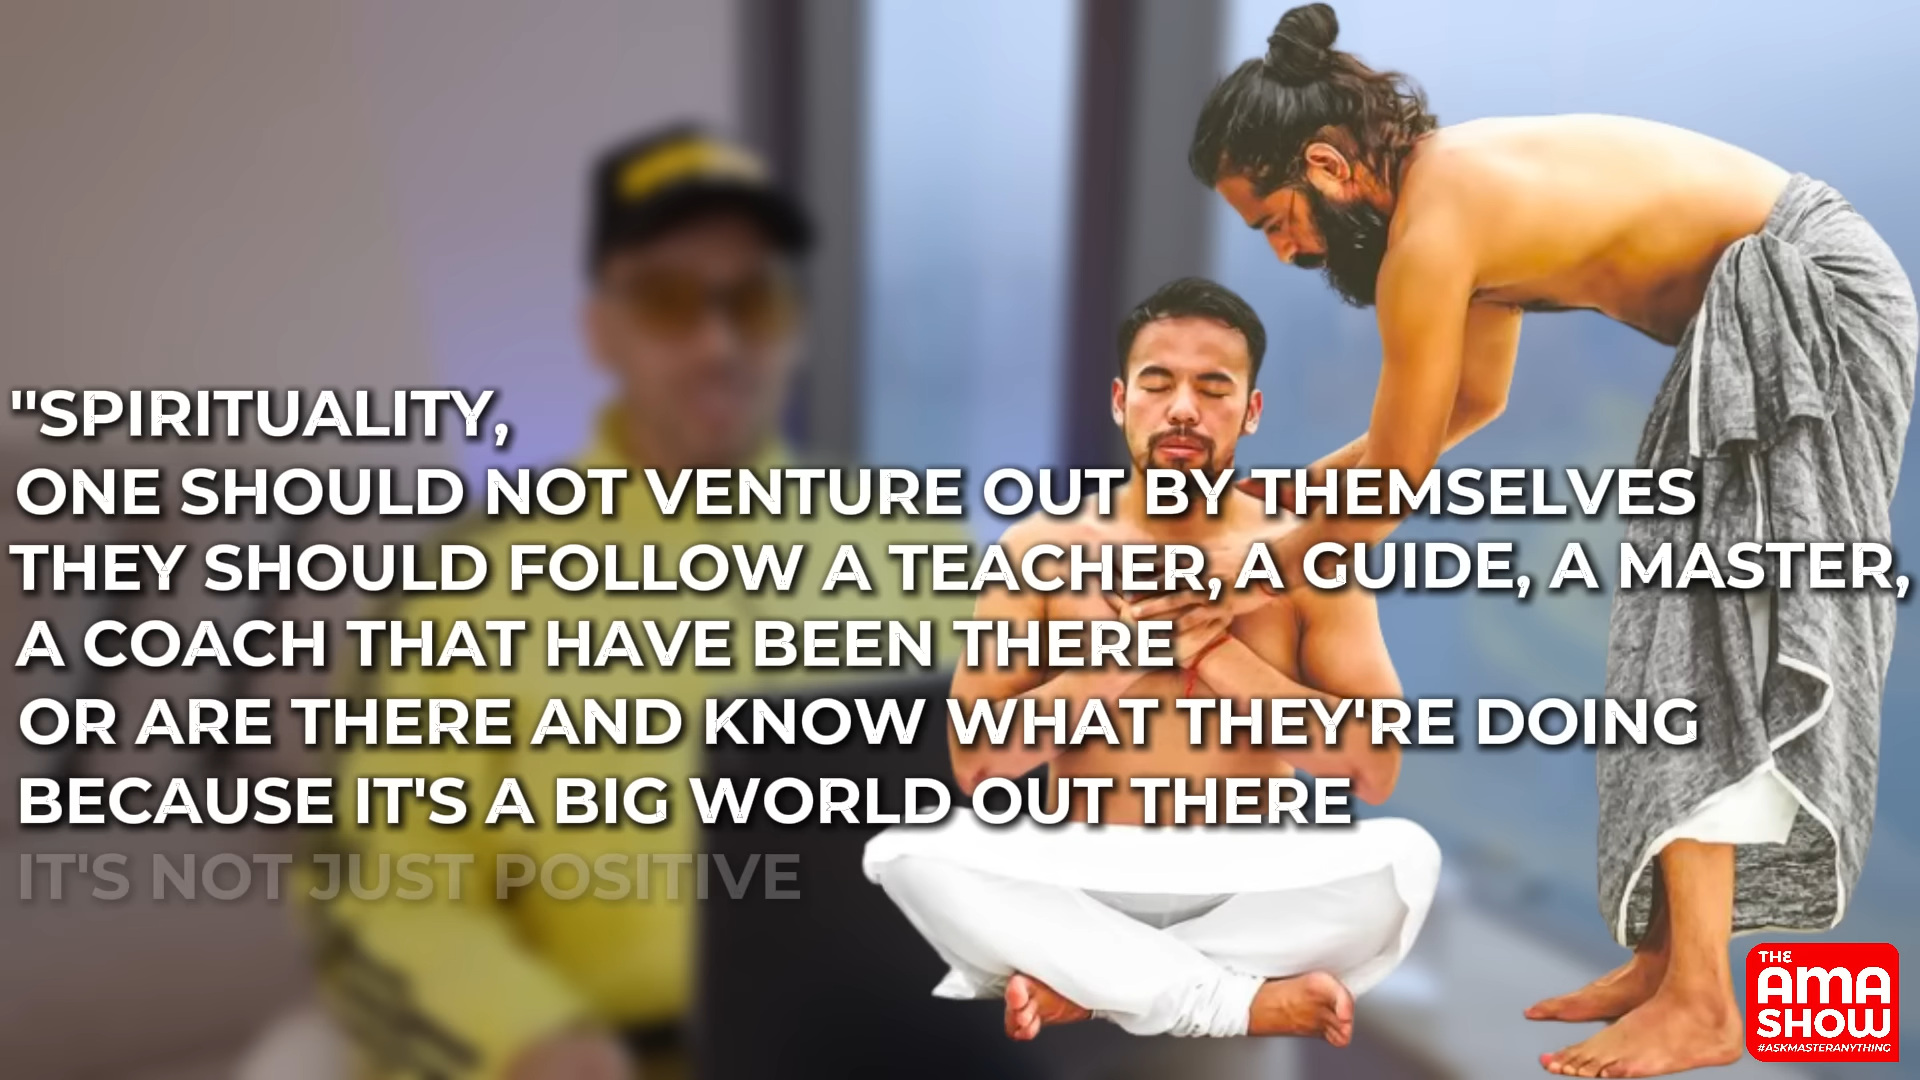 "SPIRITUALITY,
ONE SHOULD NOT VENTURE OUT BY THEMSELVES
THEY SHOULD FOLLOW A TEACHER, A GUIDE, A MASTER,
A COACH THAT HAVE BEEN THERE
OR ARE THERE AND KNOW WHAT THEY'RE DOING
BECAUSE IT'S A BIG WORLD OUT THERE
IT'S NOT JUST POSITIVE
THE
AMA
SHOW
#ASKMASTERANYTHING